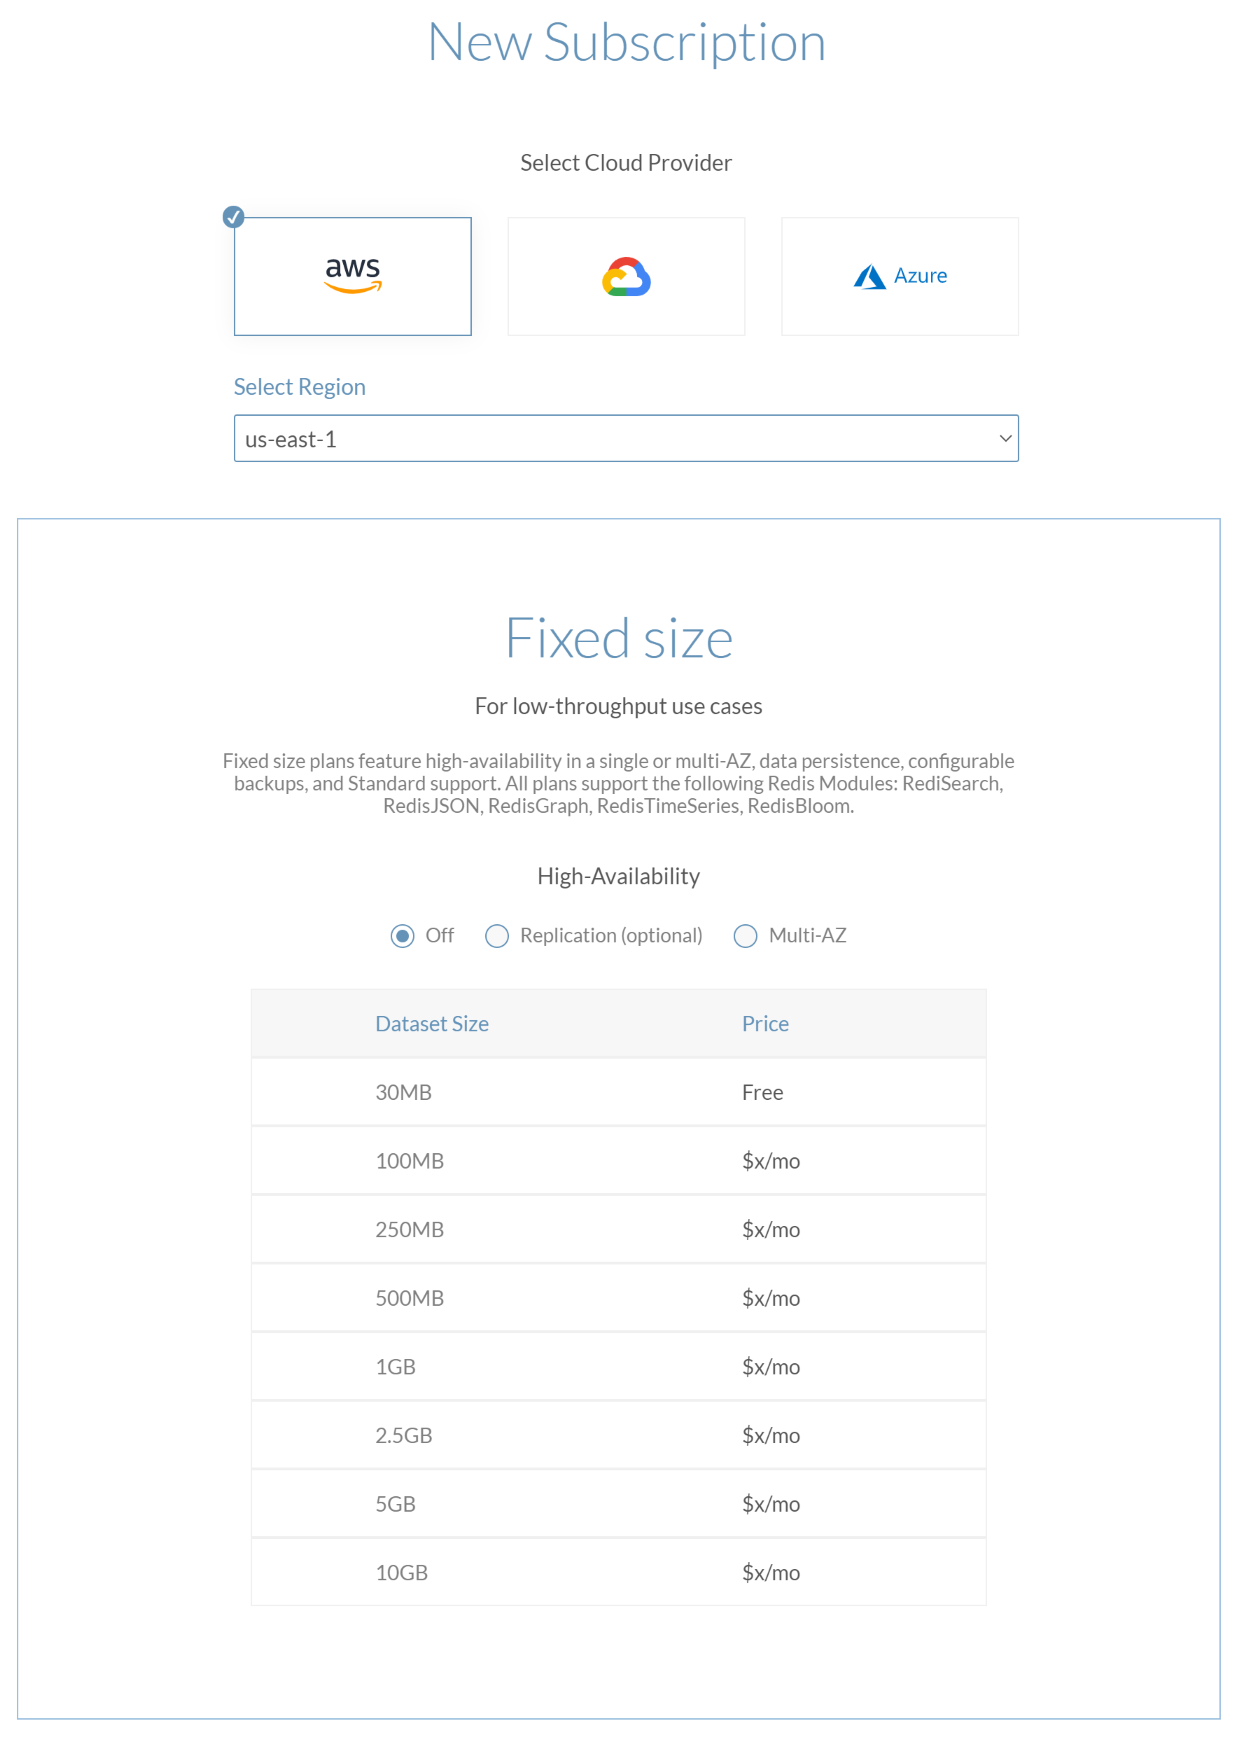 New Subscription
Select Cloud Provider
aws
Azure
Select Region
us-east-1
Fixed size
For low-throughput use cases
Fixed size plans feature high-availability in a single or multi-AZ, data persistence, configurable
backups, and Standard support. All plans support the following Redis Modules: RediSearch,
RedisJSON, RedisGraph, RedisTimeSeries, RedisBloom.
High-Availability
Off Replication (optional) Multi-AZ
Dataset Size Price
30MB Free
100MB $x/mo
250MB $x/mo
500MB $x/mo
1GB $x/mo
2.5GB $x/mo
5GB $x/mo
10GB $x/mo